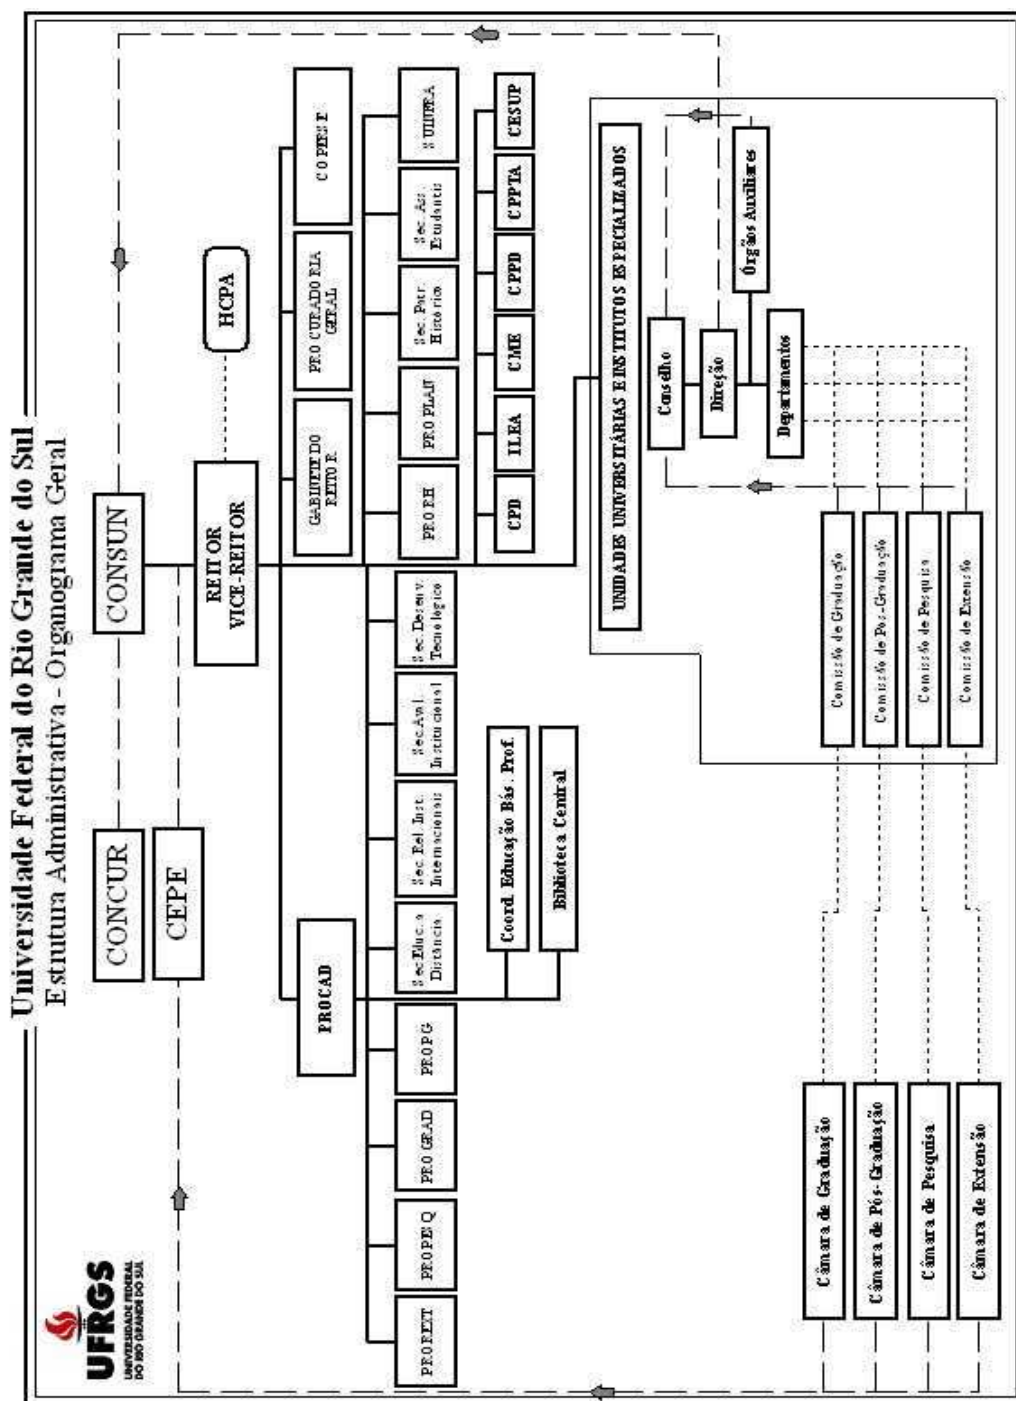 Universidade Federal do Rio Grande do Sul
Estrutura Administrativa - Organograma Geral
UFRGS
UNIVERSIDADE FEDERAL
DO RIO GRANDE DO SUL
CONCUR
CONSUN
CEPE
REITOR
VICE-REITOR
HCPA
PROCAD
GABINETE DO
REITOR
PROCURADORIA
GERAL
COPERSE
PROREXT
PROPESQ
PROGRAD
PROPG
Sec.Educ. a
Distância
Sec. Rel. Inst.
Internacionais
Sec. Aval.
Institucional
Sec. Desenv.
Tecnológico
PRORH
PROPLAN
Sec. Patr.
Histórico
Sec. Ass.
Estudantis
SUINFRA
Coord. Educação Bás. Prof.
Biblioteca Central
CPD
ILEA
CME
CPPD
CPPTA
CESUP
UNIDADES UNIVERSITÁRIAS E INSTITUTOS ESPECIALIZADOS
Conselho
Direção
Órgãos Auxiliares
Departamentos
Câmara de Graduação
Comissão de Graduação
Câmara de Pós-Graduação
Comissão de Pós-Graduação
Câmara de Pesquisa
Comissão de Pesquisa
Câmara de Extensão
Comissão de Extensão